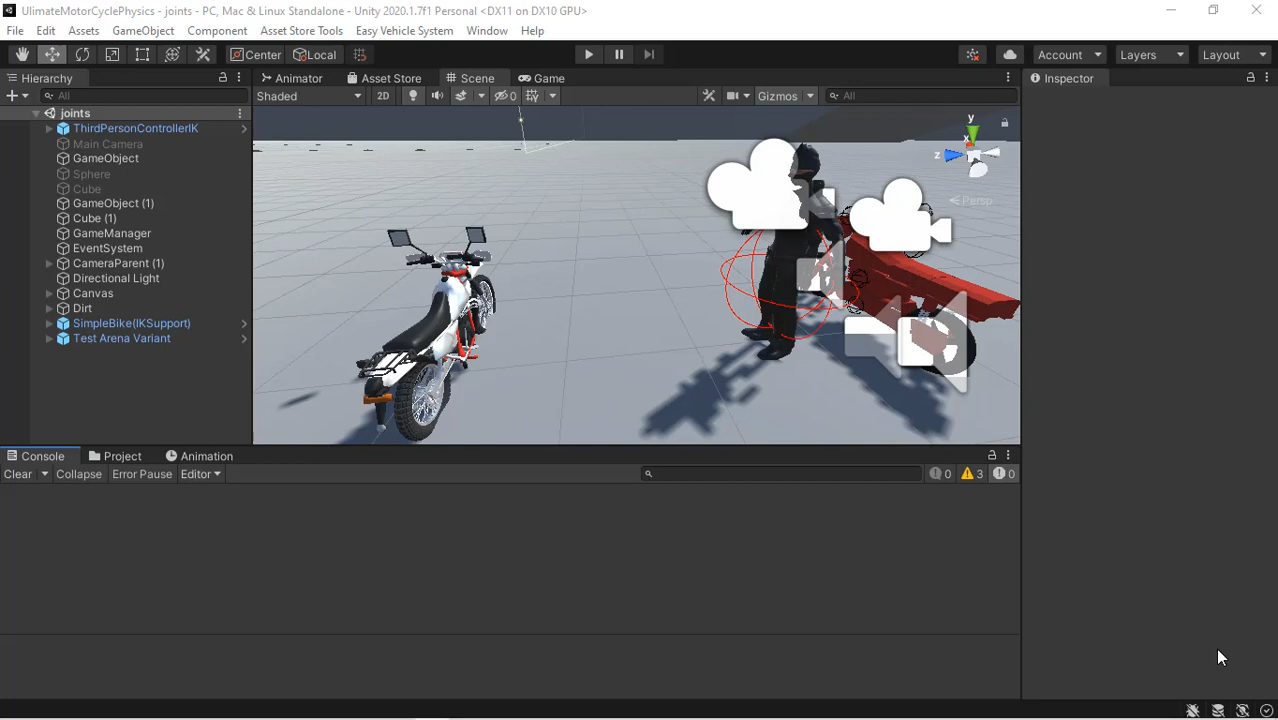 UlimateMotorCyclePhysics - joints - PC, Mac & Linux Standalone - Unity 2020.1.7f1 Personal <DX11 on DX10 GPU>
File Edit Assets GameObject Component Asset Store Tools Easy Vehicle System Window Help
Center Local Account Layers Layout
Hierarchy Animator Asset Store Scene Game Inspector
All Shaded 2D 0 Gizmos All
joints
ThirdPersonControllerIK
Main Camera
GameObject
Sphere
Cube
GameObject (1)
Cube (1)
GameManager
EventSystem
CameraParent (1)
Directional Light
Canvas
Dirt
SimpleBike(IKSupport)
Test Arena Variant
y
x
z
Persp
Console Project Animation
Clear Collapse Error Pause Editor 0 3 0